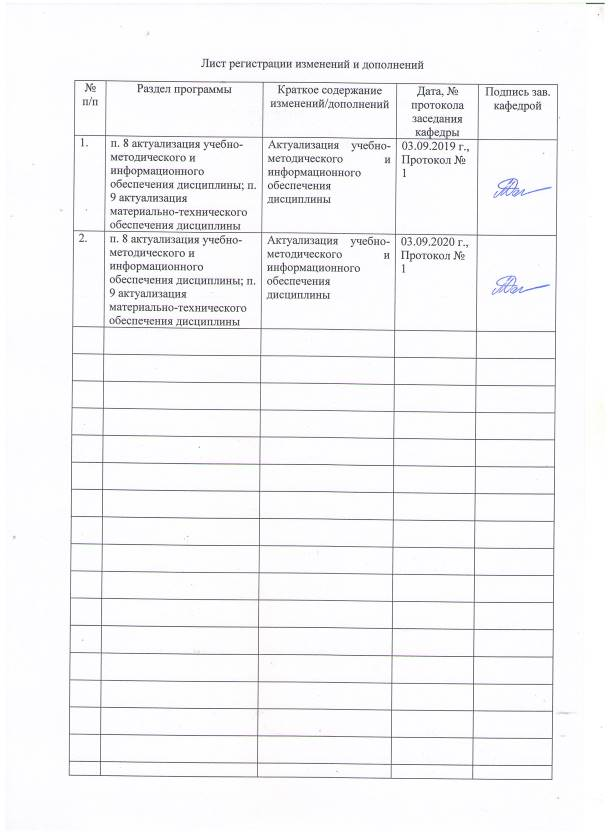 Лист регистрации изменений и дополнений
№
п/п
Раздел программы
Краткое содержание
изменений/дополнений
Дата, №
протокола
заседания
кафедры
Подпись зав.
кафедрой
1.
п. 8 актуализация учебно-
методического и
информационного
обеспечения дисциплины; п.
9 актуализация
материально-технического
обеспечения дисциплины
Актуализация учебно-
методического и
информационного
обеспечения
дисциплины
03.09.2019 г.,
Протокол №
1
2.
п. 8 актуализация учебно-
методического и
информационного
обеспечения дисциплины; п.
9 актуализация
материально-технического
обеспечения дисциплины
Актуализация учебно-
методического и
информационного
обеспечения
дисциплины
03.09.2020 г.,
Протокол №
1